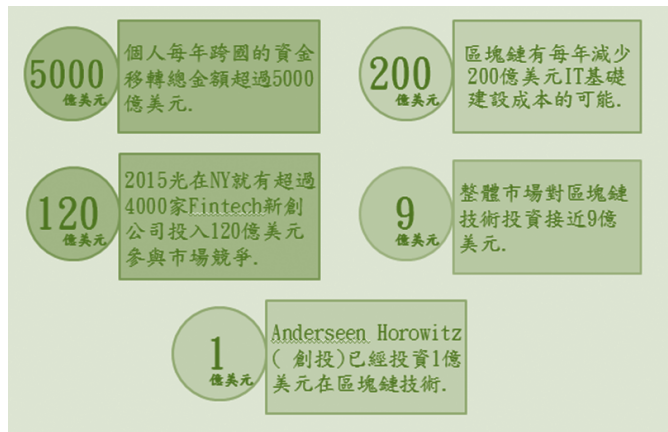 5000
億美元
個人每年跨國的資金
移轉總金額超過5000
億美元.
200
億美元
區塊鏈有每年減少
200億美元IT基礎
建設成本的可能.
120
億美元
2015光在NY就有超過
4000家Fintech新創
公司投入120億美元
參與市場競爭.
9
億美元
整體市場對區塊鏈
技術投資接近9億
美元.
1
億美元
Anderseen Horowitz
( 創投)已經投資1億
美元在區塊鏈技術.